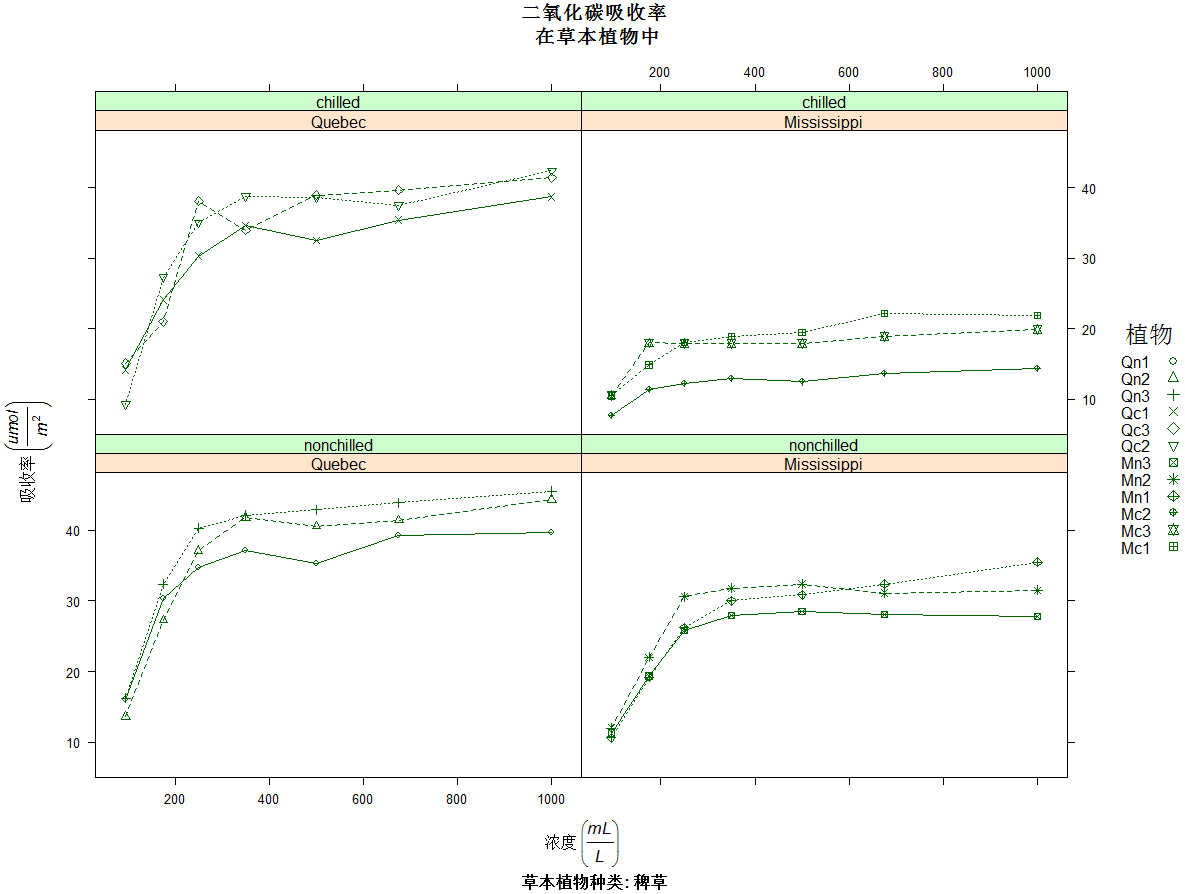 二氧化碳吸收率
在草本植物中
200 400 600 800 1000
chilled chilled
Quebec Mississippi
40
30
20
10
nonchilled nonchilled
Quebec Mississippi
40
30
20
10
200 400 600 800 1000
吸收率 (umol/m²)
浓度 (mL/L)
草本植物种类: 稗草
植物
Qn1
Qn2
Qn3
Qc1
Qc3
Qc2
Mn3
Mn2
Mn1
Mc2
Mc3
Mc1